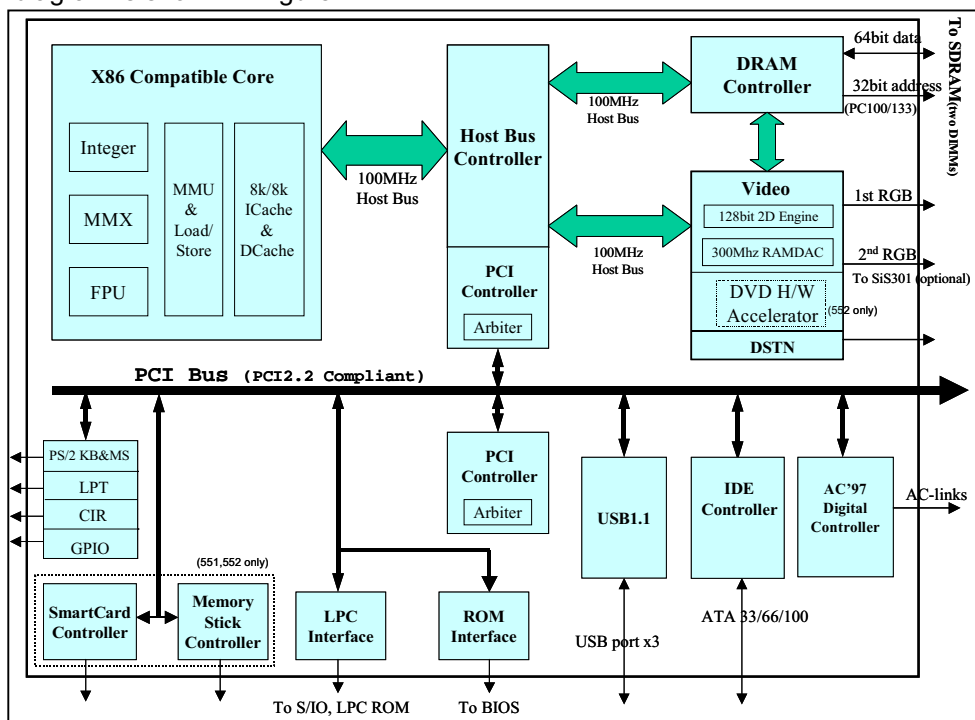 X86 Compatible Core
Integer
MMX
FPU
MMU
&
Load/
Store
8k/8k
ICache
&
DCache
100MHz
Host Bus
Host Bus
Controller
PCI
Controller
Arbiter
100MHz
Host Bus
100MHz
Host Bus
DRAM
Controller
64bit data
32bit address
(PC100/133)
To SDRAM(two DIMMs)
Video
128bit 2D Engine
300Mhz RAMDAC
DVD H/W
Accelerator
(552 only)
DSTN
1st RGB
2nd RGB
To SiS301 (optional)
PCI Bus (PCI2.2 Compliant)
PS/2 KB&MS
LPT
CIR
GPIO
(551,552 only)
SmartCard
Controller
Memory
Stick
Controller
LPC
Interface
ROM
Interface
PCI
Controller
Arbiter
USB1.1
IDE
Controller
AC'97
Digital
Controller
AC-links
USB port x3
ATA 33/66/100
To S/IO, LPC ROM
To BIOS